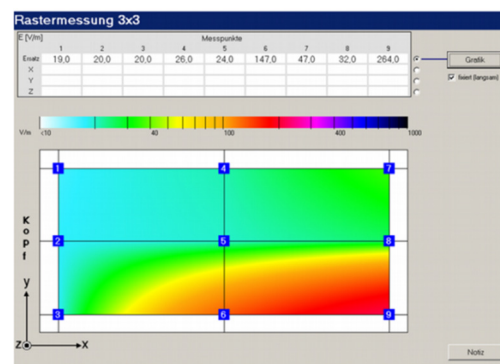 Rastermessung 3x3
E [V/m] Messpunkte
1 2 3 4 5 6 7 8 9
Ersatz 19,0 20,0 20,0 26,0 24,0 147,0 47,0 32,0 264,0
X
Y
Z
Grafik
fixiert (langsam)
V/m <10 40 100 400 1000
1 4 7
Kopf
2 5 8
y
3 6 9
Z X
Notiz